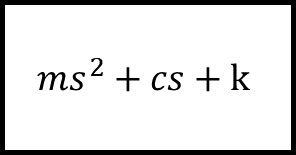 ms² + cs + k